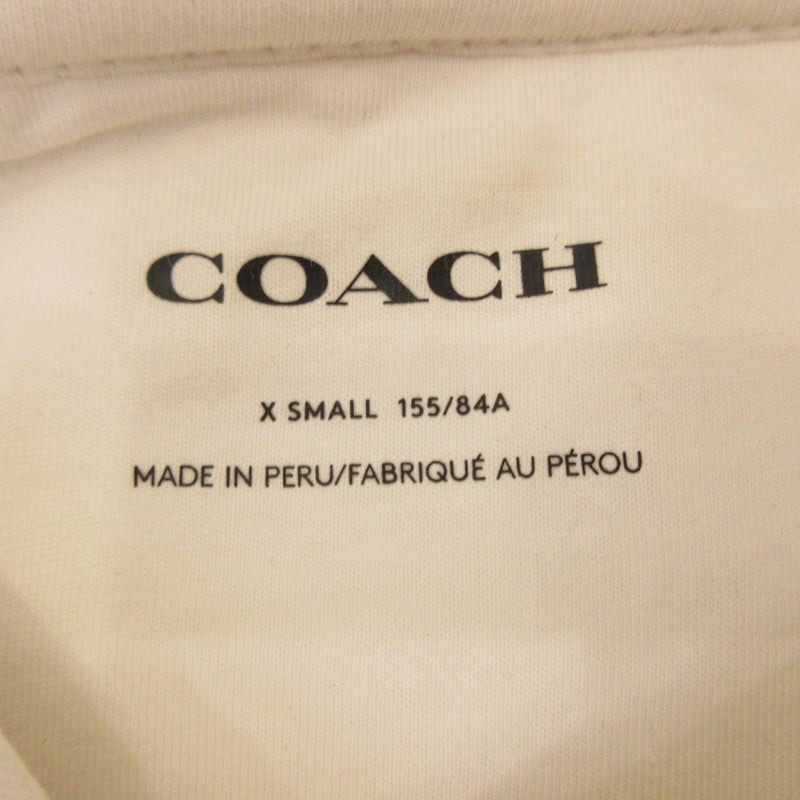 COACH
X SMALL 155/84A
MADE IN PERU/FABRIQUÉ AU PÉROU